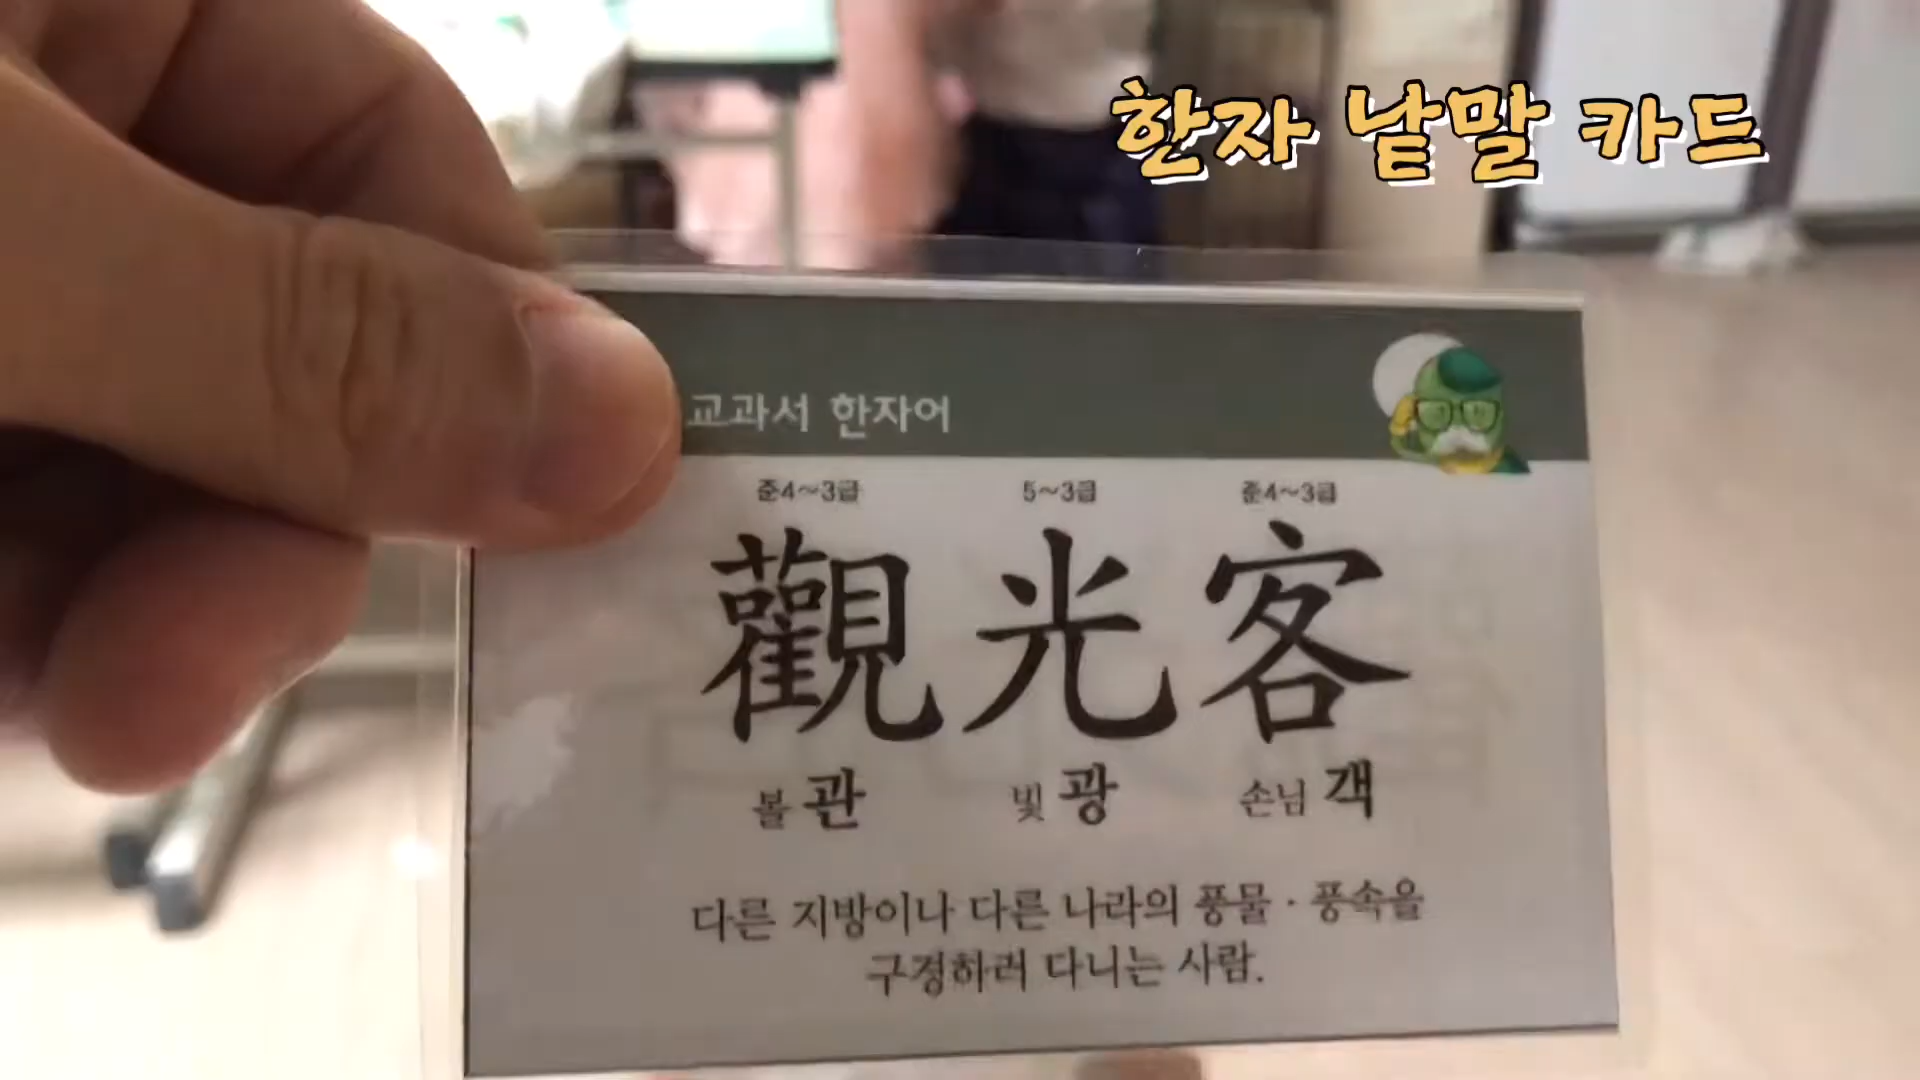 한자 낱말 카드
교과서 한자어
준4~3급 5~3급 준4~3급
觀光客
볼 관 빛 광 손님 객
다른 지방이나 다른 나라의 풍물·풍속을
구경하러 다니는 사람.